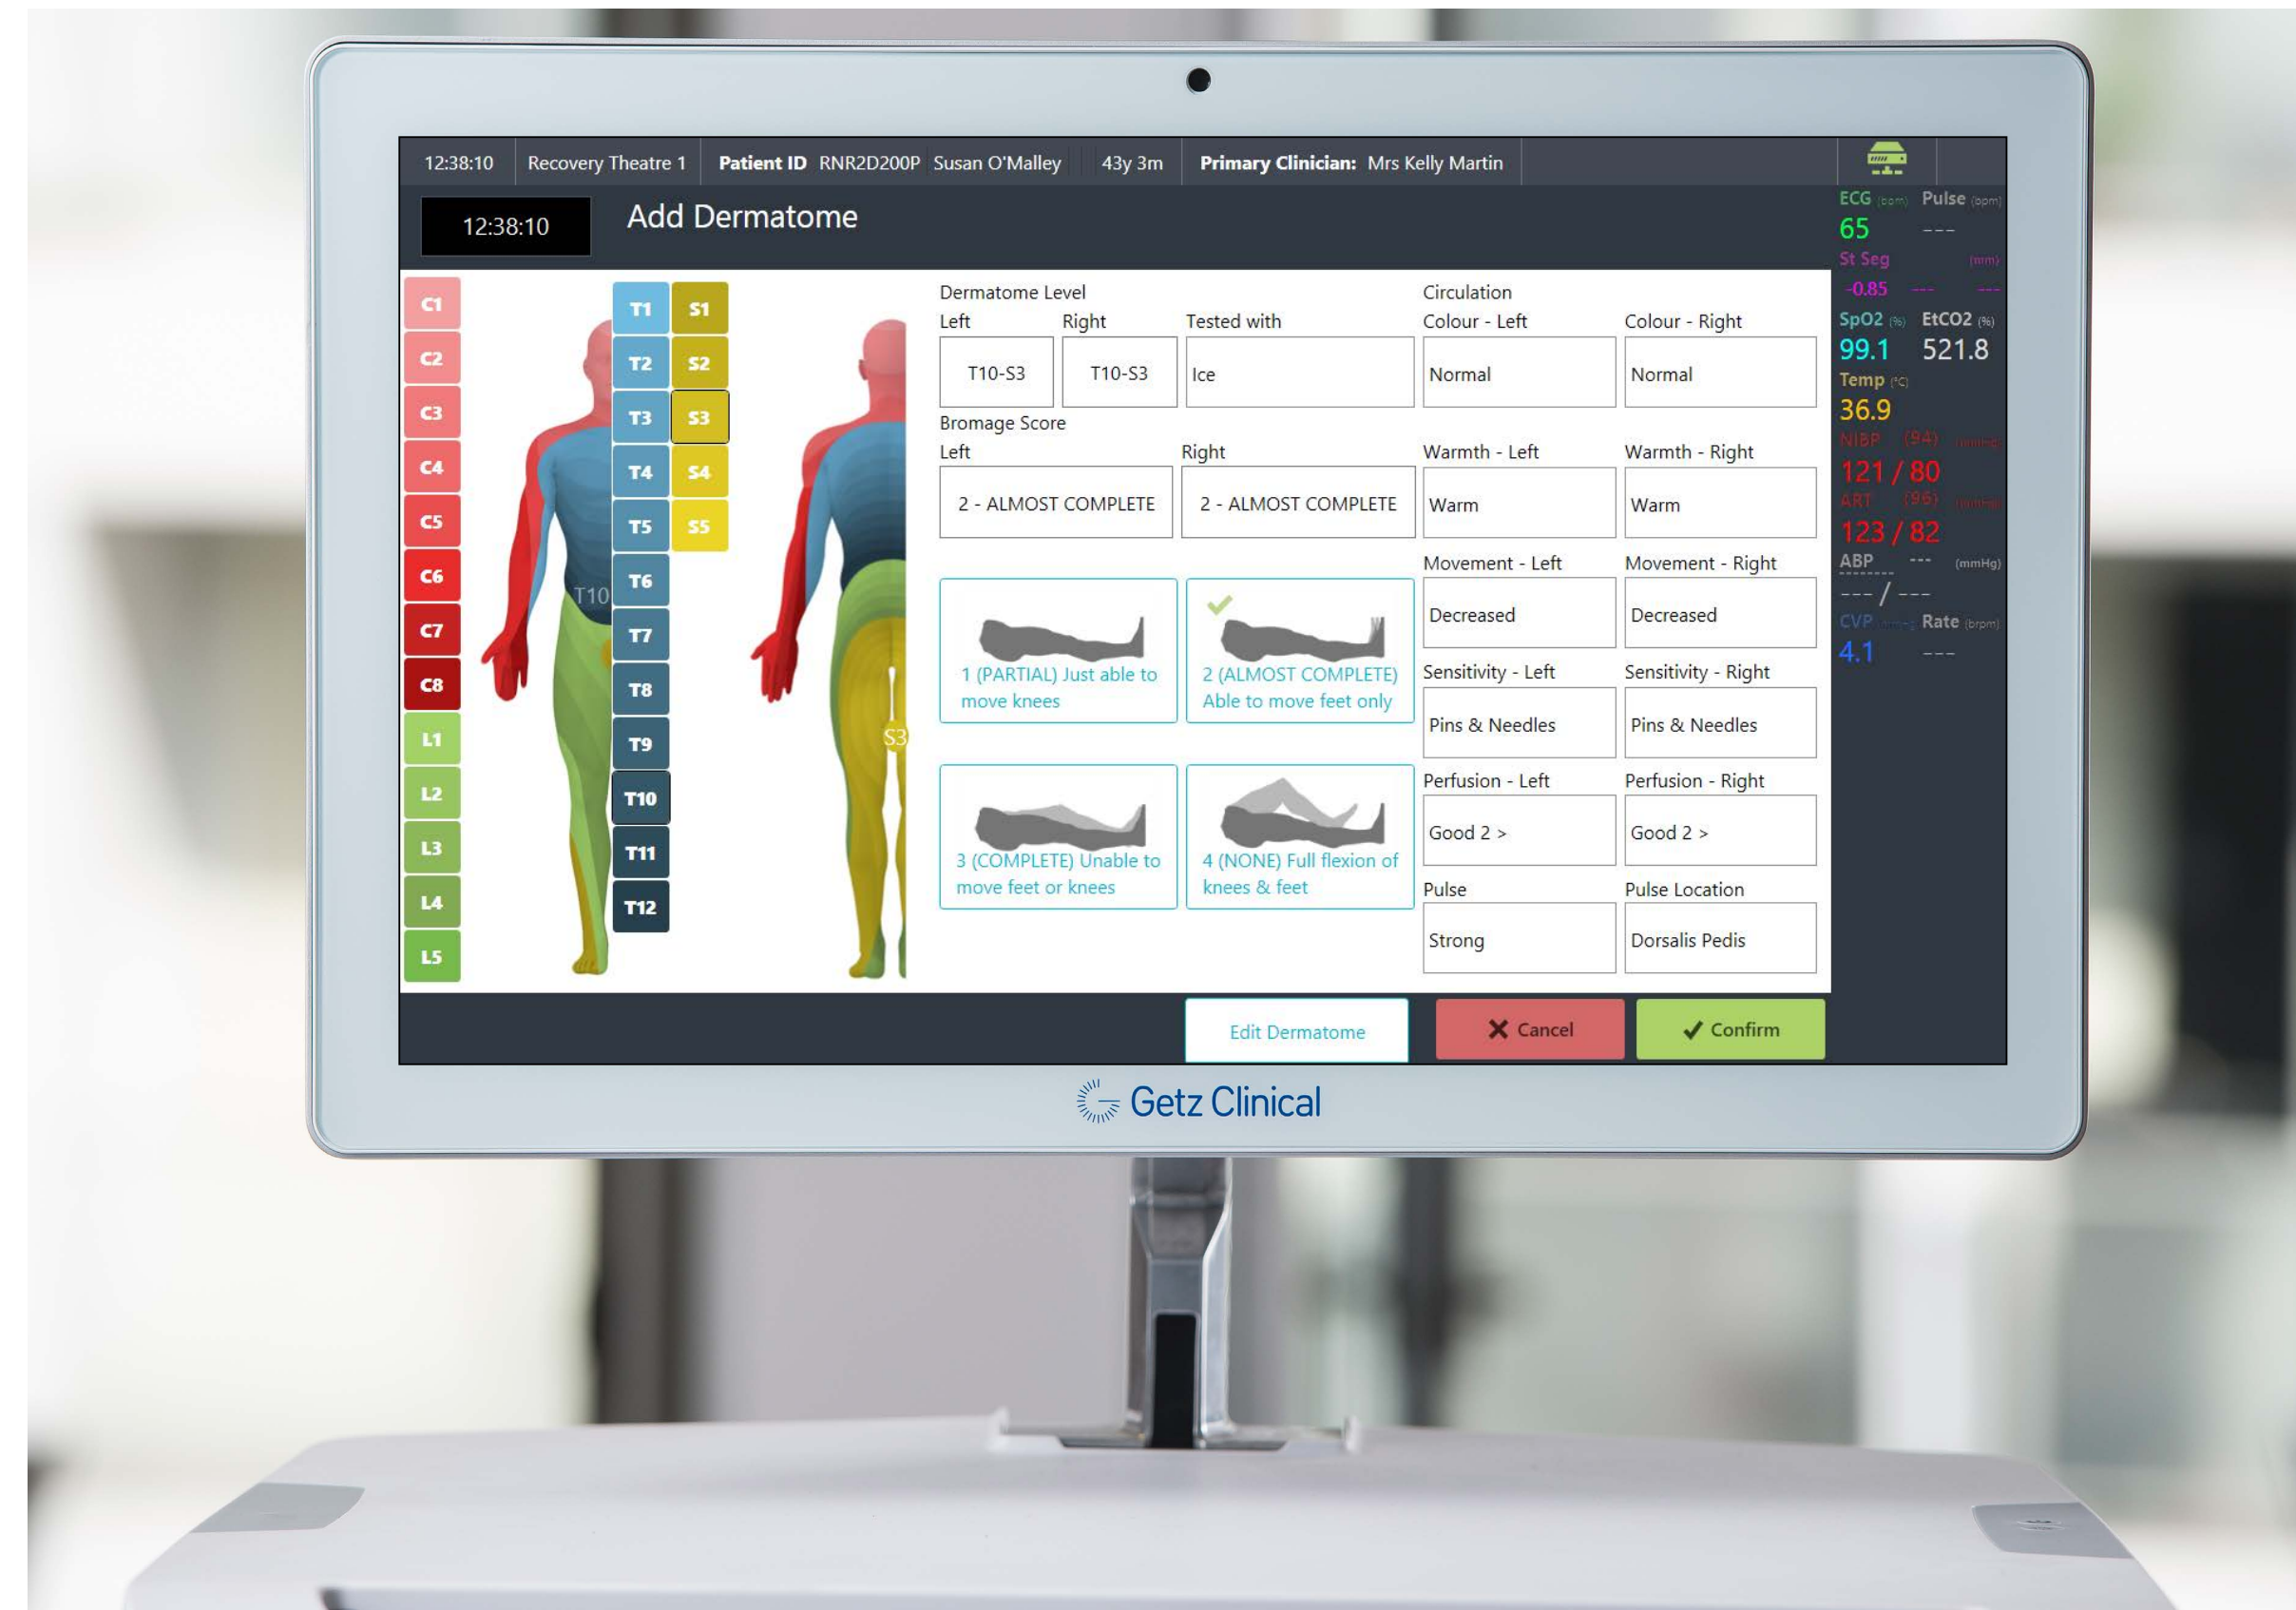 12:38:10 Recovery Theatre 1 Patient ID RNR2D200P Susan O'Malley 43y 3m Primary Clinician: Mrs Kelly Martin
12:38:10 Add Dermatome
C1
C2
C3
C4
C5
C6
C7
C8
L1
L2
L3
L4
L5
T10
T1
T2
T3
T4
T5
T6
T7
T8
T9
T10
T11
T12
S1
S2
S3
S4
S5
S3
Dermatome Level
Left Right Tested with
T10-S3 T10-S3 Ice
Bromage Score
Left Right
2 - ALMOST COMPLETE 2 - ALMOST COMPLETE
1 (PARTIAL) Just able to
move knees
2 (ALMOST COMPLETE)
Able to move feet only
3 (COMPLETE) Unable to
move feet or knees
4 (NONE) Full flexion of
knees & feet
Circulation
Colour - Left Colour - Right
Normal Normal
Warmth - Left Warmth - Right
Warm Warm
Movement - Left Movement - Right
Decreased Decreased
Sensitivity - Left Sensitivity - Right
Pins & Needles Pins & Needles
Perfusion - Left Perfusion - Right
Good 2 > Good 2 >
Pulse Pulse Location
Strong Dorsalis Pedis
ECG (bpm) Pulse (bpm)
65 ---
St Seg (mm)
-0.85 --- ---
SpO2 (%) EtCO2 (%)
99.1 521.8
Temp (°C)
36.9
NIBP (94)
121 / 80
ART (96)
123 / 82
ABP --- (mmHg)
--- / ---
CVP Rate (brpm)
4.1 ---
Edit Dermatome Cancel Confirm
Getz Clinical